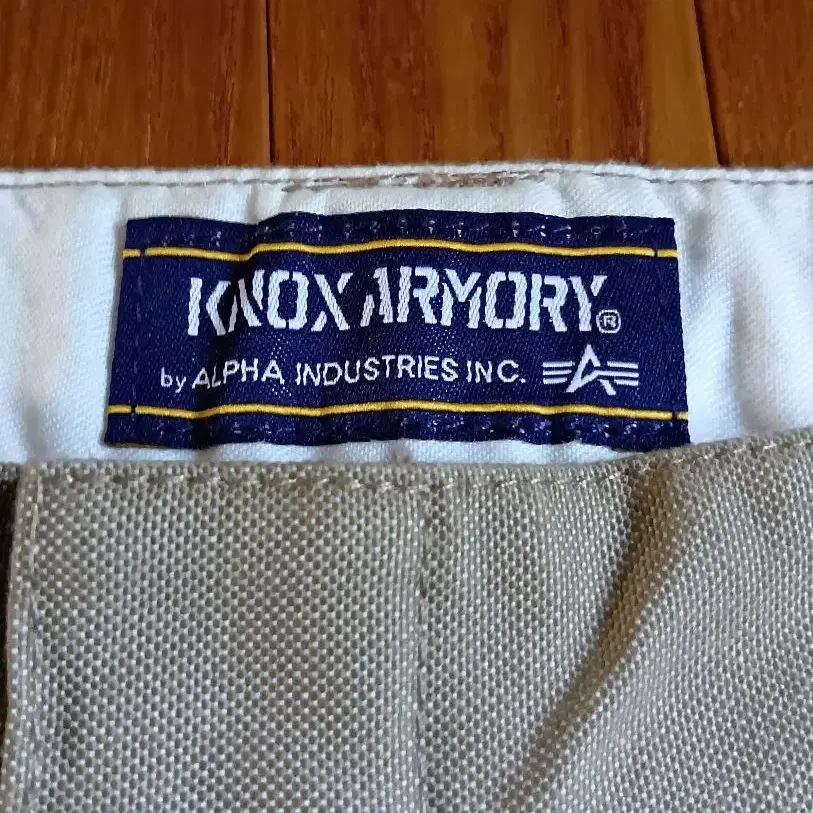 KNOX ARMORY®
by ALPHA INDUSTRIES INC.